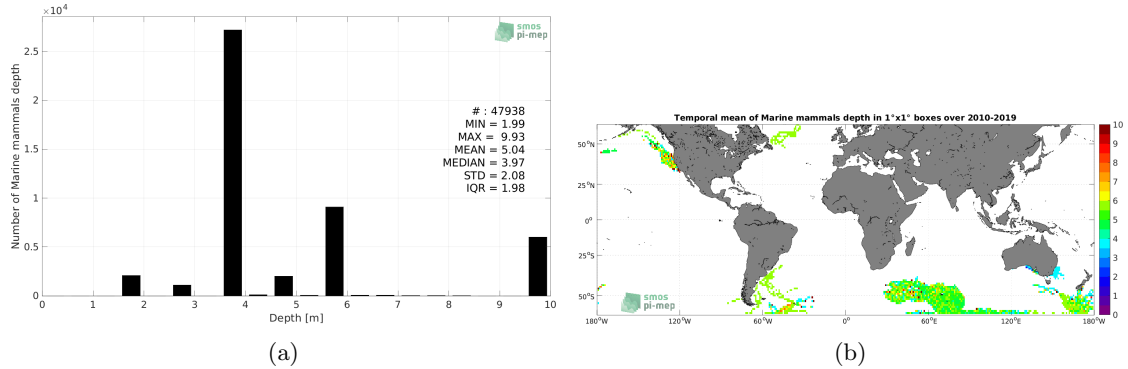 ×10⁴
smos
pi-mep
2.5
2
1.5
1
0.5
0
Number of Marine mammals depth
# : 47938
MIN = 1.99
MAX = 9.93
MEAN = 5.04
MEDIAN = 3.97
STD = 2.08
IQR = 1.98
0 1 2 3 4 5 6 7 8 9 10
Depth [m]
(a)
Temporal mean of Marine mammals depth in 1°x1° boxes over 2010-2019
50°N
25°N
0°
25°S
50°S
smos
pi-mep
180°W 120°W 60°W 0° 60°E 120°E 180°W
10
9
8
7
6
5
4
3
2
1
0
(b)